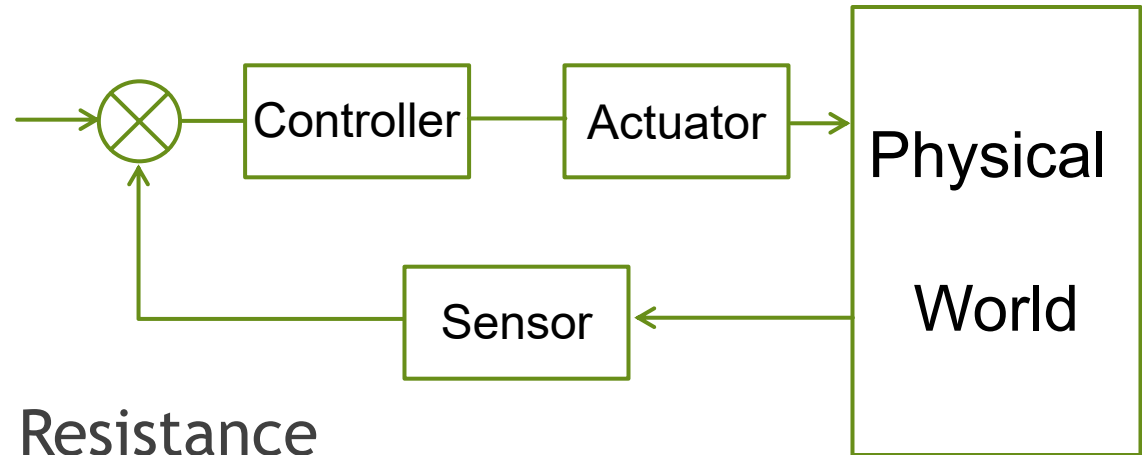 Controller
Actuator
Physical
World
Sensor
Resistance